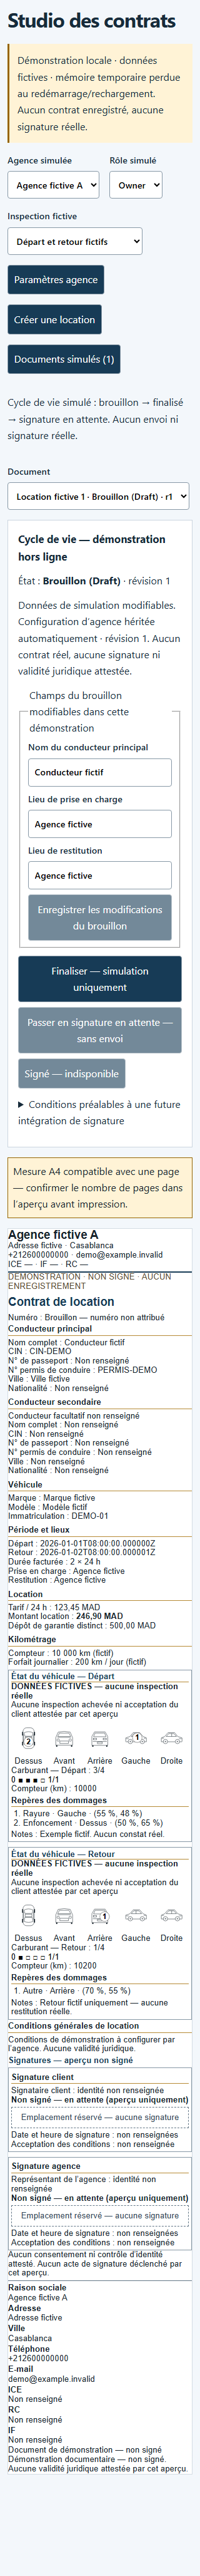 Studio des contrats
Démonstration locale · données
fictives · mémoire temporaire perdue
au redémarrage/rechargement.
Aucun contrat enregistré, aucune
signature réelle.
Agence simulée
Rôle simulé
Agence fictive A
Owner
Inspection fictive
Départ et retour fictifs
Paramètres agence
Créer une location
Documents simulés (1)
Cycle de vie simulé : brouillon → finalisé
→ signature en attente. Aucun envoi ni
signature réelle.
Document
Location fictive 1 · Brouillon (Draft) · r1
Cycle de vie — démonstration
hors ligne
État : Brouillon (Draft) · révision 1
Données de simulation modifiables.
Configuration d'agence héritée
automatiquement · révision 1. Aucun
contrat réel, aucune signature ni
validité juridique attestée.
Champs du brouillon
modifiables dans cette
démonstration
Nom du conducteur principal
Conducteur fictif
Lieu de prise en charge
Agence fictive
Lieu de restitution
Agence fictive
Enregistrer les modifications
du brouillon
Finaliser — simulation
uniquement
Passer en signature en attente —
sans envoi
Signé — indisponible
▶ Conditions préalables à une future
intégration de signature
Mesure A4 compatible avec une page
— confirmer le nombre de pages dans
l'aperçu avant impression.
Agence fictive A
Adresse fictive · Casablanca
+212600000000 · demo@example.invalid
ICE — · IF — · RC —
DÉMONSTRATION · NON SIGNÉ · AUCUN
ENREGISTREMENT
Contrat de location
Numéro : Brouillon — numéro non attribué
Conducteur principal
Nom complet : Conducteur fictif
CIN : CIN-DEMO
N° de passeport : Non renseigné
N° permis de conduire : PERMIS-DEMO
Ville : Ville fictive
Nationalité : Non renseigné
Conducteur secondaire
Conducteur facultatif non renseigné
Nom complet : Non renseigné
CIN : Non renseigné
N° de passeport : Non renseigné
N° permis de conduire : Non renseigné
Ville : Non renseigné
Nationalité : Non renseigné
Véhicule
Marque : Marque fictive
Modèle : Modèle fictif
Immatriculation : DEMO-01
Période et lieux
Départ : 2026-01-01T08:00:00.000000Z
Retour : 2026-01-02T08:00:00.000001Z
Durée facturée : 2 × 24 h
Prise en charge : Agence fictive
Restitution : Agence fictive
Location
Tarif / 24 h : 123,45 MAD
Montant location : 246,90 MAD
Dépôt de garantie distinct : 500,00 MAD
Kilométrage
Compteur : 10 000 km (fictif)
Forfait journalier : 200 km / jour (fictif)
État du véhicule — Départ
DONNÉES FICTIVES — aucune inspection
réelle
Aucune inspection achevée ni acceptation du
client attestée par cet aperçu
2
1
Dessus Avant Arrière Gauche Droite
Carburant — Départ : 3/4
0 ■ ■ ■ □ 1/1
Compteur (km) : 10000
Repères des dommages
1. Rayure · Gauche · (55 %, 48 %)
2. Enfoncement · Dessus · (50 %, 65 %)
Notes : Exemple fictif. Aucun constat réel.
État du véhicule — Retour
DONNÉES FICTIVES — aucune inspection
réelle
Aucune inspection achevée ni acceptation du
client attestée par cet aperçu
1
Dessus Avant Arrière Gauche Droite
Carburant — Retour : 1/4
0 ■ □ □ □ 1/1
Compteur (km) : 10200
Repères des dommages
1. Autre · Arrière · (70 %, 55 %)
Notes : Retour fictif uniquement — aucune
restitution réelle.
Conditions générales de location
Conditions de démonstration à configurer par
l'agence. Aucune validité juridique.
Signatures — aperçu non signé
Signature client
Signataire client : identité non renseignée
Non signé — en attente (aperçu uniquement)
Emplacement réservé — aucune signature
Date et heure de signature : non renseignées
Acceptation des conditions : non renseignée
Signature agence
Représentant de l'agence : identité non
renseignée
Non signé — en attente (aperçu uniquement)
Emplacement réservé — aucune signature
Date et heure de signature : non renseignées
Acceptation des conditions : non renseignée
Aucun consentement ni contrôle d'identité
attesté. Aucun acte de signature déclenché par
cet aperçu.
Raison sociale
Agence fictive A
Adresse
Adresse fictive
Ville
Casablanca
Téléphone
+212600000000
E-mail
demo@example.invalid
ICE
Non renseigné
RC
Non renseigné
IF
Non renseigné
Document de démonstration — non signé
Démonstration documentaire — non signé.
Aucune validité juridique attestée par cet aperçu.